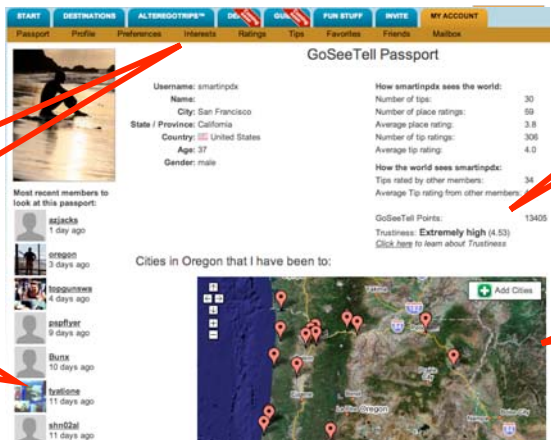 START DESTINATIONS ALTEREGOTRIPS™ FUN STUFF INVITE MY ACCOUNT
Passport Profile Preferences Interests Ratings Tips Favorites Friends Mailbox
GoSeeTell Passport
Username: smartinpdx
Name:
City: San Francisco
State / Province: California
Country: United States
Age: 37
Gender: male
How smartinpdx sees the world:
Number of tips: 30
Number of place ratings: 59
Average place rating: 3.8
Number of tip ratings: 306
Average tip rating: 4.0
How the world sees smartinpdx:
Tips rated by other members: 34
Average Tip rating from other members:
GoSeeTell Points: 13405
Trustiness: Extremely high (4.53)
Click here to learn about Trustiness
Most recent members to
look at this passport:
azjacks
1 day ago
oregon
3 days ago
topgunswa
4 days ago
pspflyer
9 days ago
Bunx
10 days ago
fyatione
11 days ago
shn02al
11 days ago
Cities in Oregon that I have been to:
Add Cities
Yakima
Oregon
Nampa